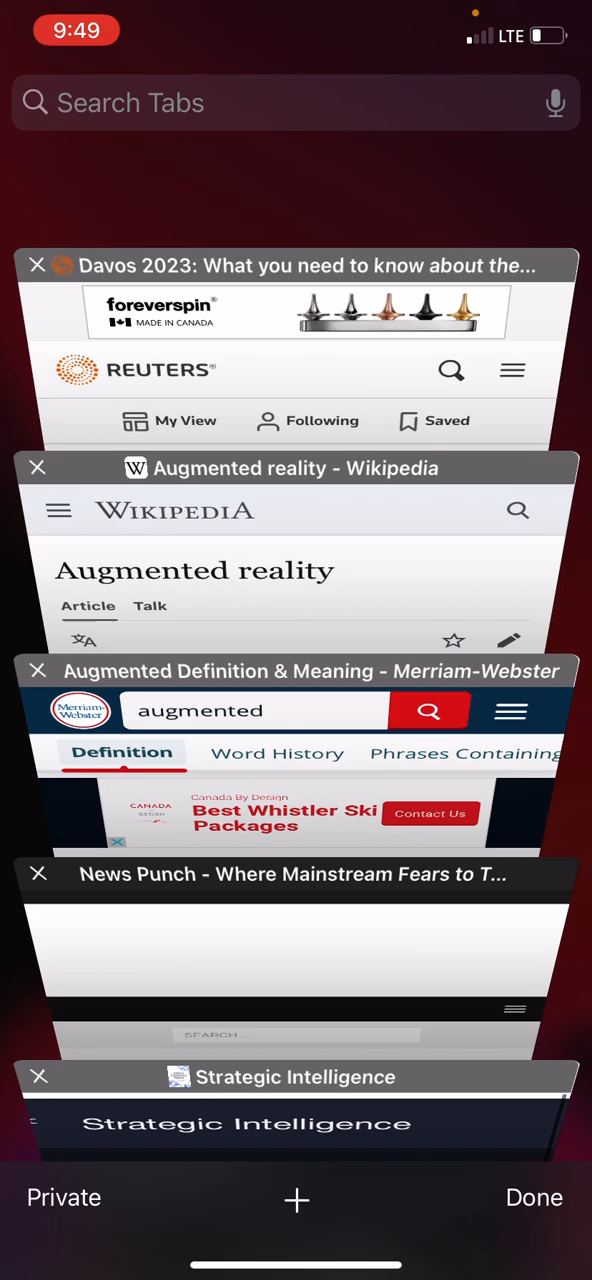 9:49
LTE
Search Tabs
Davos 2023: What you need to know about the...
foreverspin®
MADE IN CANADA
REUTERS®
My View Following Saved
W Augmented reality - Wikipedia
WIKIPEDIA
Augmented reality
Article Talk
Augmented Definition & Meaning - Merriam-Webster
Merriam-
Webster
augmented
Definition Word History Phrases Containing
CANADA
DESIGN
Canada By Design
Best Whistler Ski
Packages
Contact Us
News Punch - Where Mainstream Fears to T...
SEARCH ...
Strategic Intelligence
Strategic Intelligence
Private + Done